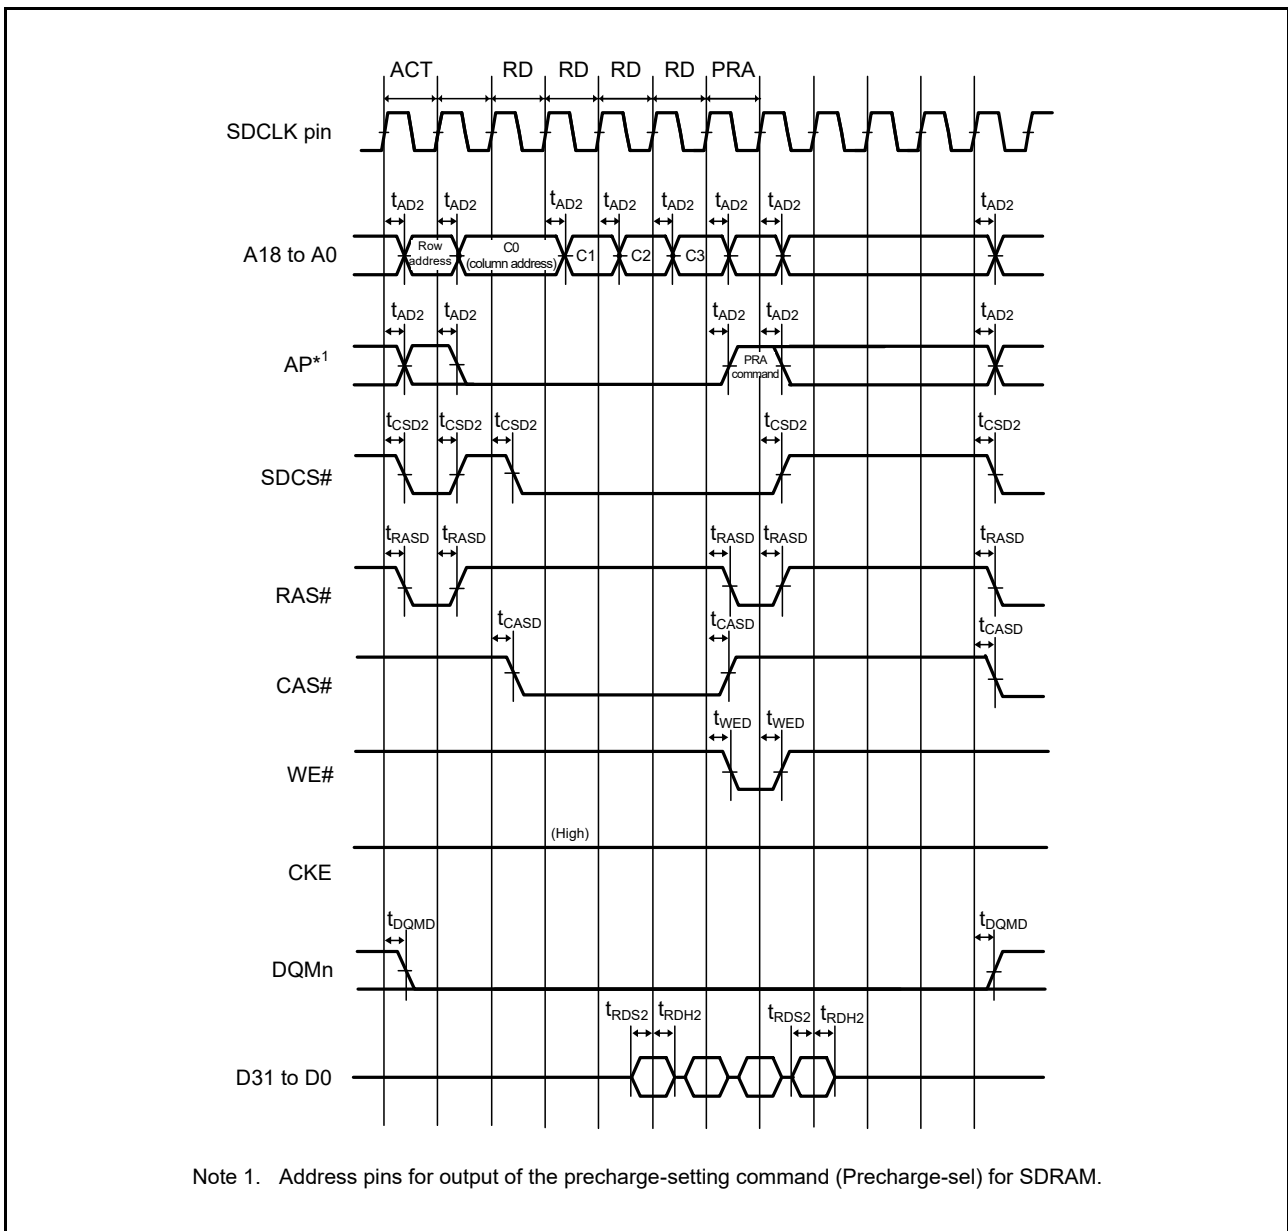 ACT RD RD RD RD PRA
SDCLK pin
tAD2 tAD2 tAD2 tAD2 tAD2 tAD2 tAD2 tAD2
A18 to A0
Row address
C0 (column address)
C1 C2 C3
tAD2 tAD2 tAD2 tAD2 tAD2
AP*1
PRA command
tCSD2 tCSD2 tCSD2 tCSD2 tCSD2
SDCS#
tRASD tRASD tRASD tRASD tRASD
RAS#
tCASD tCASD tCASD
CAS#
tWED tWED
WE#
(High)
CKE
tDQMD tDQMD
DQMn
tRDS2 tRDH2 tRDS2 tRDH2
D31 to D0
Note 1. Address pins for output of the precharge-setting command (Precharge-sel) for SDRAM.